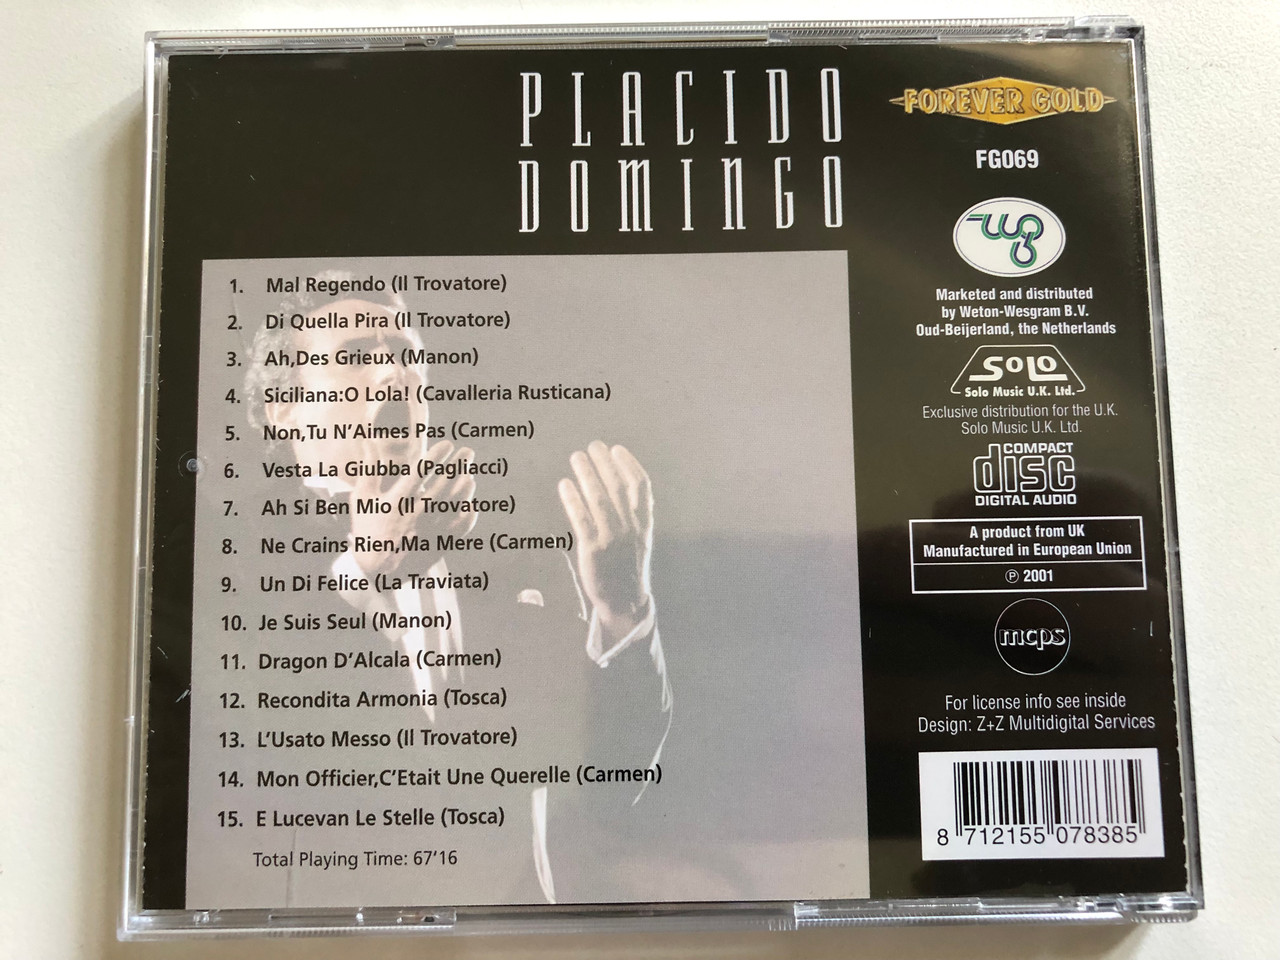 PLACIDO
DOMINGO
1. Mal Regendo (Il Trovatore)
2. Di Quella Pira (Il Trovatore)
3. Ah,Des Grieux (Manon)
4. Siciliana:O Lola! (Cavalleria Rusticana)
5. Non,Tu N'Aimes Pas (Carmen)
6. Vesta La Giubba (Pagliacci)
7. Ah Si Ben Mio (Il Trovatore)
8. Ne Crains Rien,Ma Mere (Carmen)
9. Un Di Felice (La Traviata)
10. Je Suis Seul (Manon)
11. Dragon D'Alcala (Carmen)
12. Recondita Armonia (Tosca)
13. L'Usato Messo (Il Trovatore)
14. Mon Officier,C'Etait Une Querelle (Carmen)
15. E Lucevan Le Stelle (Tosca)
Total Playing Time: 67'16
FOREVER GOLD
FG069
Marketed and distributed
by Weton-Wesgram B.V.
Oud-Beijerland, the Netherlands
SOLO
Solo Music U.K. Ltd.
Exclusive distribution for the U.K.
Solo Music U.K. Ltd.
COMPACT
disc
DIGITAL AUDIO
A product from UK
Manufactured in European Union
℗ 2001
mcps
For license info see inside
Design: Z+Z Multidigital Services
8 712155 078385